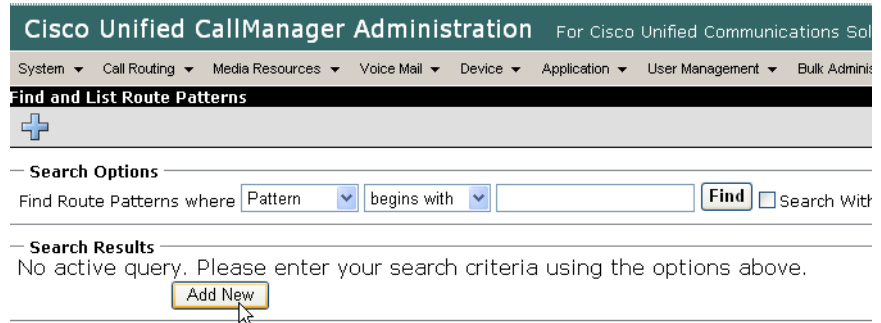 Cisco Unified CallManager Administration For Cisco Unified Communications Sol
System Call Routing Media Resources Voice Mail Device Application User Management Bulk Adminis
Find and List Route Patterns
Search Options
Find Route Patterns where Pattern begins with Find Search With
Search Results
No active query. Please enter your search criteria using the options above.
Add New